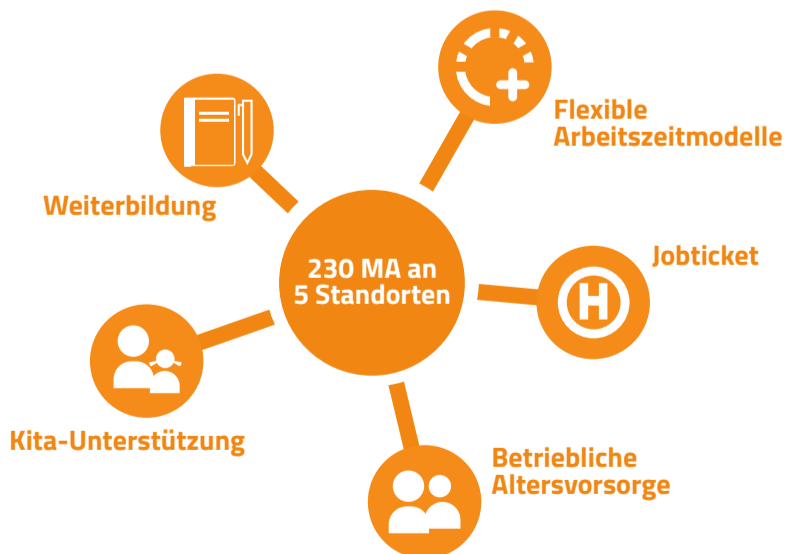 Flexible
Arbeitszeitmodelle
Weiterbildung
230 MA an
5 Standorten
Jobticket
H
Kita-Unterstützung
Betriebliche
Altersvorsorge